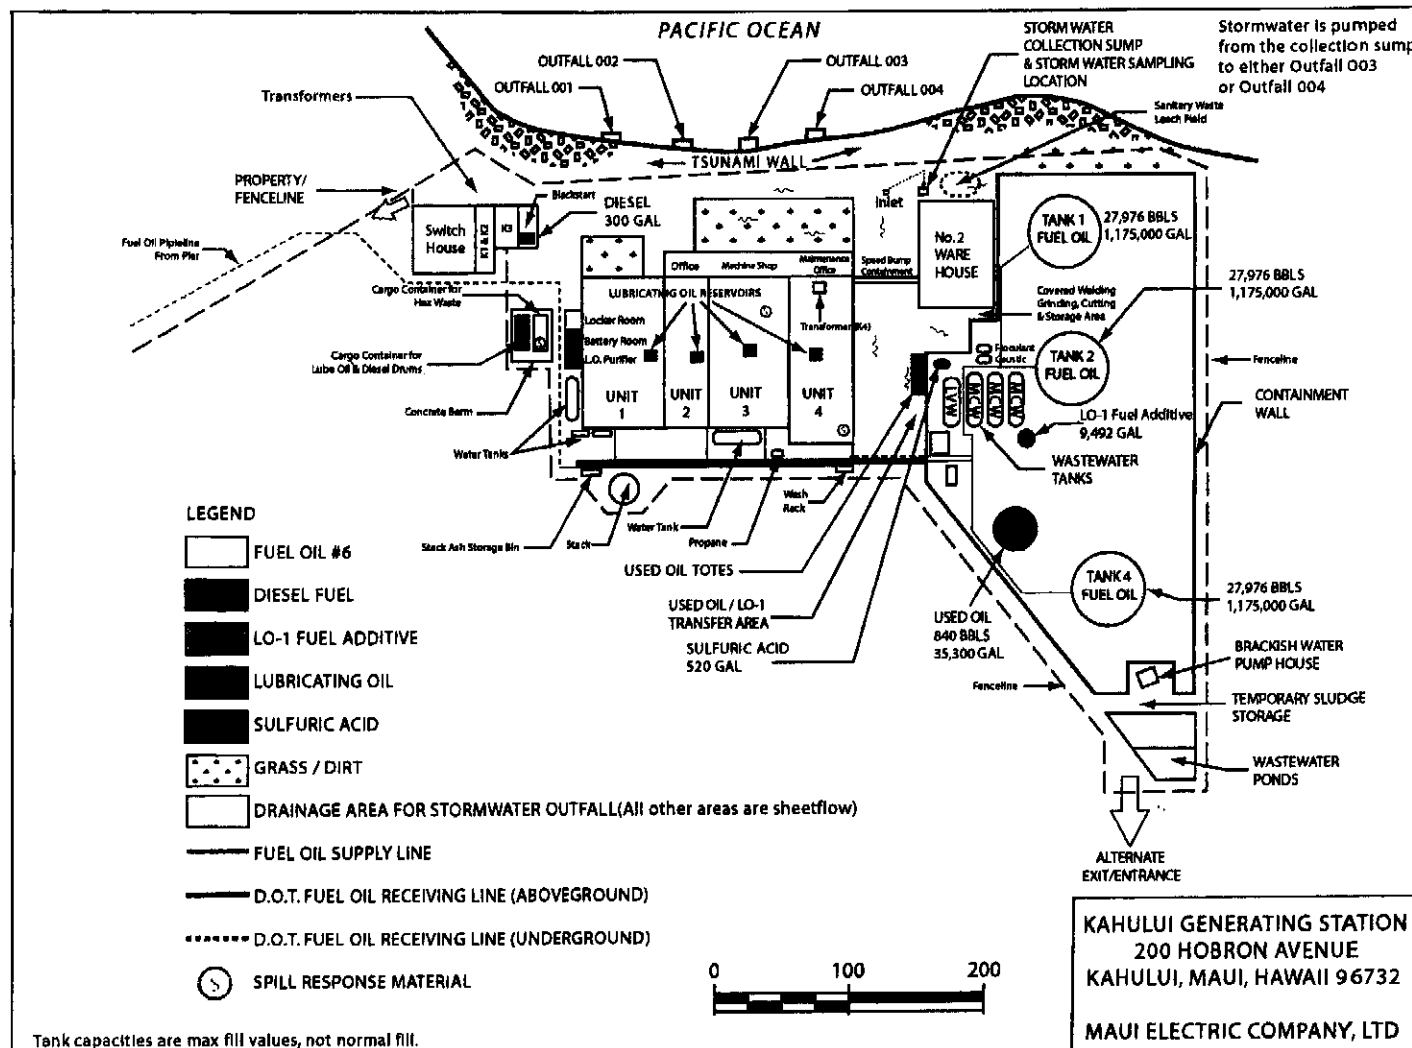 PACIFIC OCEAN
STORM WATER
COLLECTION SUMP
& STORM WATER SAMPLING
LOCATION
Stormwater is pumped
from the collection sump
to either Outfall 003
or Outfall 004
OUTFALL 002
OUTFALL 003
OUTFALL 001
OUTFALL 004
Transformers
Sanitary Waste
Leach Field
TSUNAMI WALL
PROPERTY/
FENCELINE
Blackstart
DIESEL
300 GAL
Inlet
Switch
House
K1 & K2
K3
Fuel Oil Pipleline
From Pier
No.2
WARE
HOUSE
TANK 1
FUEL OIL
27,976 BBLS
1,175,000 GAL
Office
Machine Shop
Maintenance
Office
Speed Bump
Containment
27,976 BBLS
1,175,000 GAL
Cargo Container for
Haz Waste
LUBRICATING OIL RESERVOIRS
Covered Welding
Grinding, Cutting
& Storage Area
Locker Room
Battery Room
L.O. Purifier
Transformer (K4)
Flocculant
Caustic
TANK 2
FUEL OIL
Fenceline
Cargo Container for
Lube Oil & Diesel Drums
Concrete Berm
UNIT
1
UNIT
2
UNIT
3
UNIT
4
LVW
MCW
MCW
MCW
CONTAINMENT
WALL
LO-1 Fuel Additive
9,492 GAL
Water Tanks
WASTEWATER
TANKS
Wash
Rack
Stack Ash Storage Bin
Stack
Water Tank
Propane
USED OIL TOTES
USED OIL / LO-1
TRANSFER AREA
SULFURIC ACID
520 GAL
USED OIL
840 BBLS
35,300 GAL
TANK 4
FUEL OIL
27,976 BBLS
1,175,000 GAL
Fenceline
BRACKISH WATER
PUMP HOUSE
TEMPORARY SLUDGE
STORAGE
WASTEWATER
PONDS
ALTERNATE
EXIT/ENTRANCE
LEGEND
FUEL OIL #6
DIESEL FUEL
LO-1 FUEL ADDITIVE
LUBRICATING OIL
SULFURIC ACID
GRASS / DIRT
DRAINAGE AREA FOR STORMWATER OUTFALL(All other areas are sheetflow)
FUEL OIL SUPPLY LINE
D.O.T. FUEL OIL RECEIVING LINE (ABOVEGROUND)
D.O.T. FUEL OIL RECEIVING LINE (UNDERGROUND)
S SPILL RESPONSE MATERIAL
0 100 200
KAHULUI GENERATING STATION
200 HOBRON AVENUE
KAHULUI, MAUI, HAWAII 96732
MAUI ELECTRIC COMPANY, LTD
Tank capacities are max fill values, not normal fill.